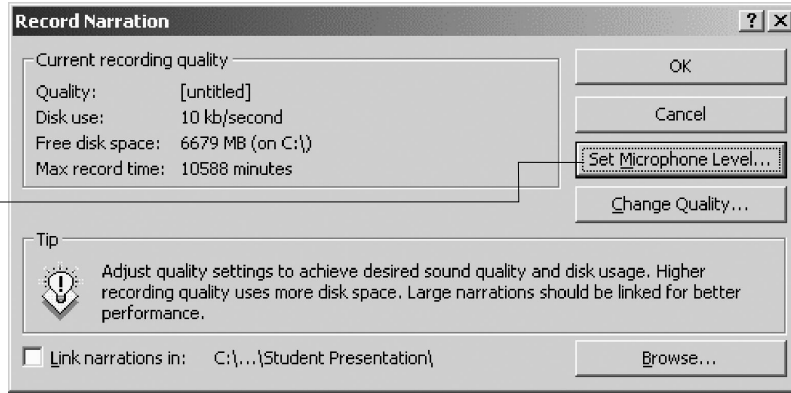 Record Narration
Current recording quality
Quality: [untitled]
Disk use: 10 kb/second
Free disk space: 6679 MB (on C:\)
Max record time: 10588 minutes
OK
Cancel
Set Microphone Level...
Change Quality...
Tip
Adjust quality settings to achieve desired sound quality and disk usage. Higher
recording quality uses more disk space. Large narrations should be linked for better
performance.
Link narrations in: C:\...\Student Presentation\
Browse...